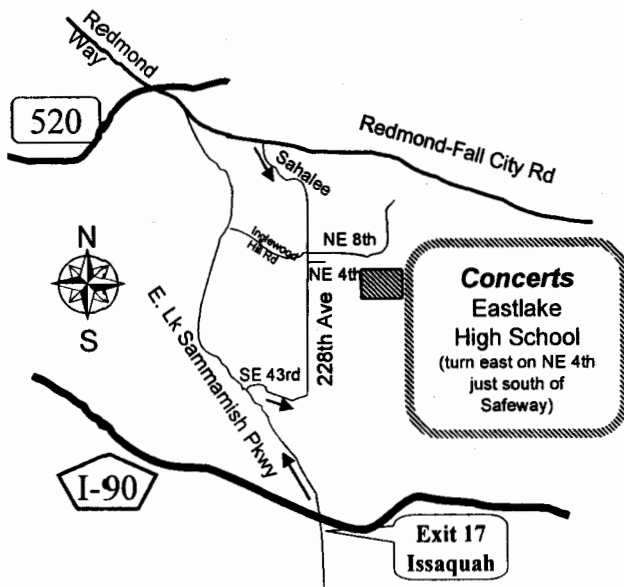 Redmond
Way
520
Redmond-Fall City Rd
Sahalee
Inglewood
Hill Rd
NE 8th
NE 4th
N
S
E. Lk Sammamish Pkwy
228th Ave
SE 43rd
Concerts
Eastlake
High School
(turn east on NE 4th
just south of
Safeway)
I-90
Exit 17
Issaquah